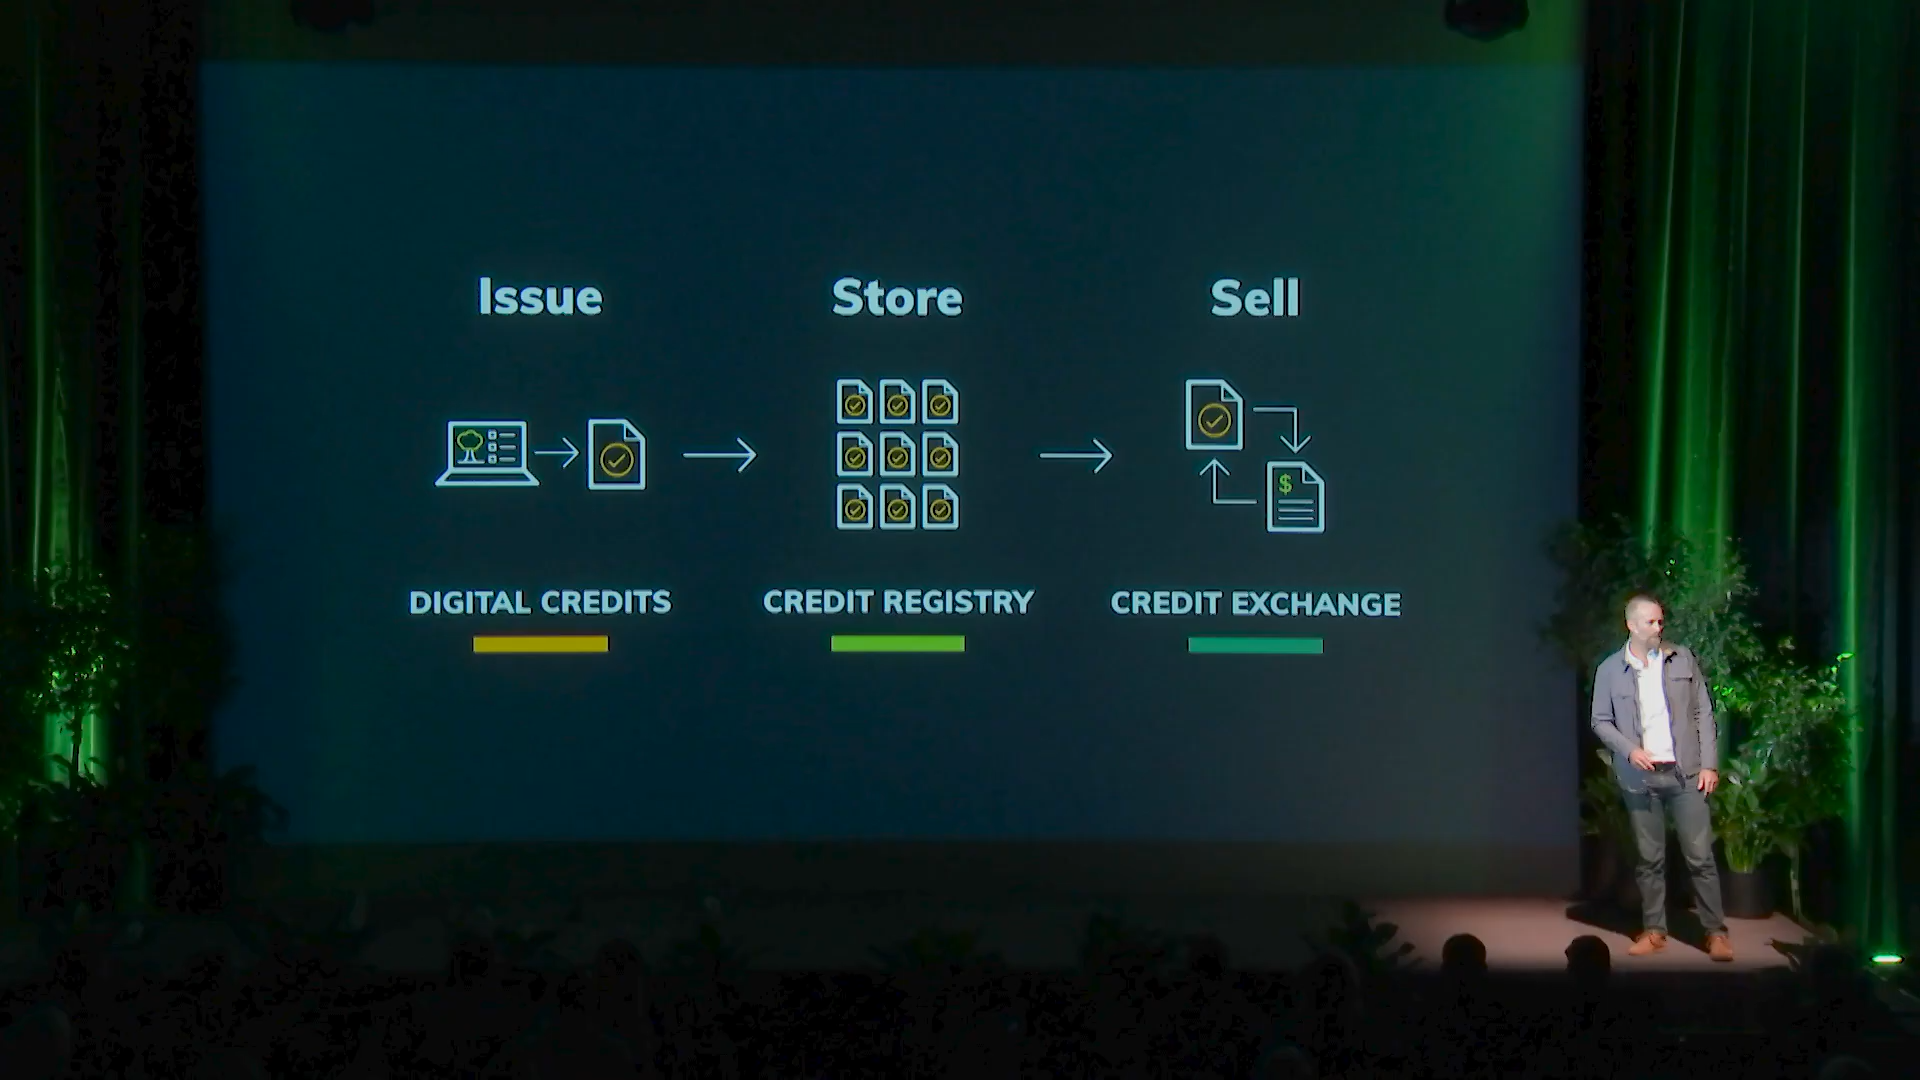 Issue
Store
Sell
$
DIGITAL CREDITS
CREDIT REGISTRY
CREDIT EXCHANGE